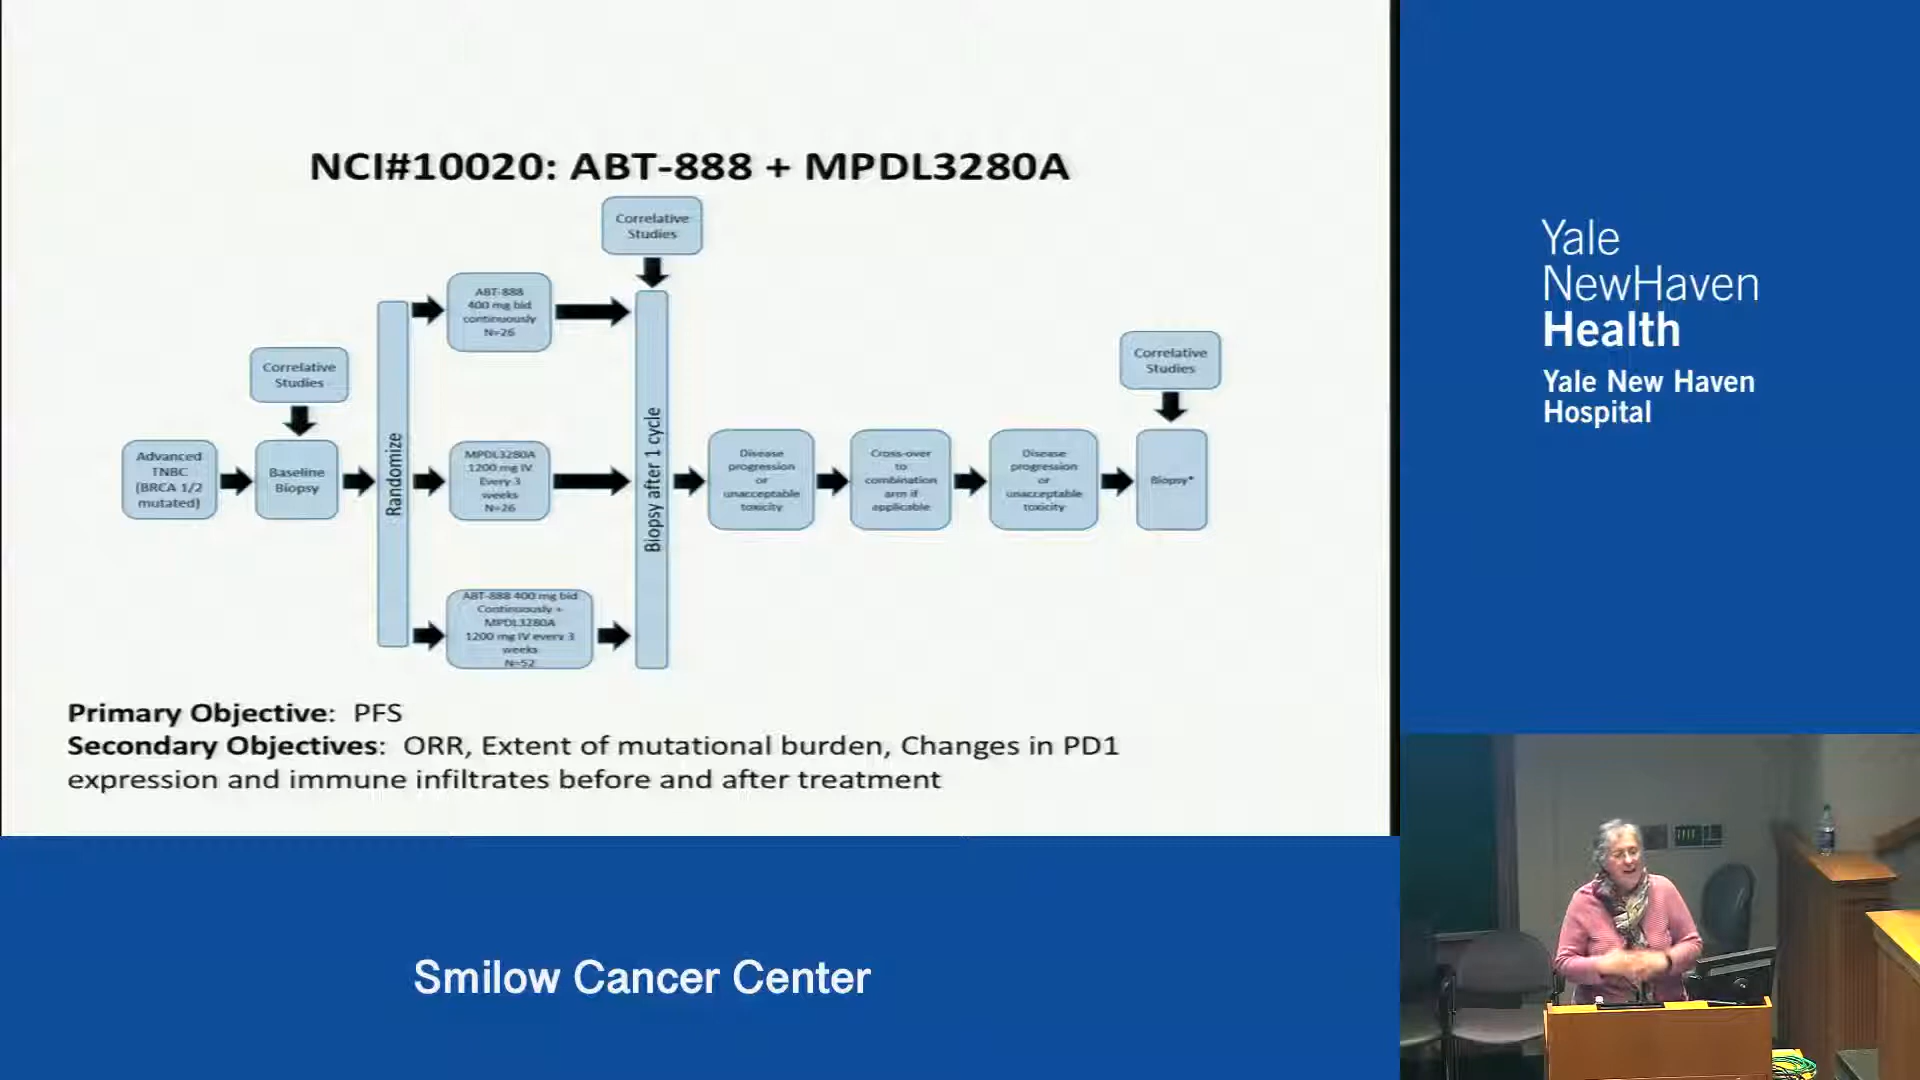 NCI#10020: ABT-888 + MPDL3280A
Correlative
Studies
ABT-888
400 mg bid
continuously
N=26
Correlative
Studies
Correlative
Studies
Advanced
TNBC
(BRCA 1/2
mutated)
Baseline
Biopsy
Randomize
MPDL3280A
1200 mg IV
Every 3
weeks
N=26
Biopsy after 1 cycle
Disease
progression
or
unacceptable
toxicity
Cross-over
to
combination
arm if
applicable
Disease
progression
or
unacceptable
toxicity
Biopsy*
ABT-888 400 mg bid
Continuously +
MPDL3280A
1200 mg IV every 3
weeks
N=52
Primary Objective: PFS
Secondary Objectives: ORR, Extent of mutational burden, Changes in PD1
expression and immune infiltrates before and after treatment
Yale
NewHaven
Health
Yale New Haven
Hospital
Smilow Cancer Center